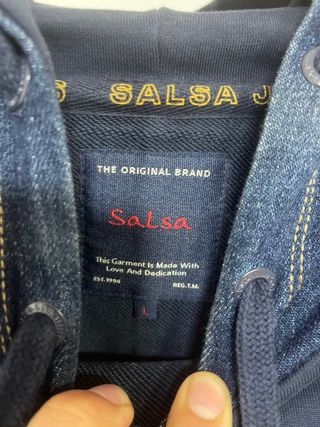 S SALSA J
THE ORIGINAL BRAND
Salsa
This Garment Is Made With
Love And Dedication
EST.1996 REG.T.M.
L